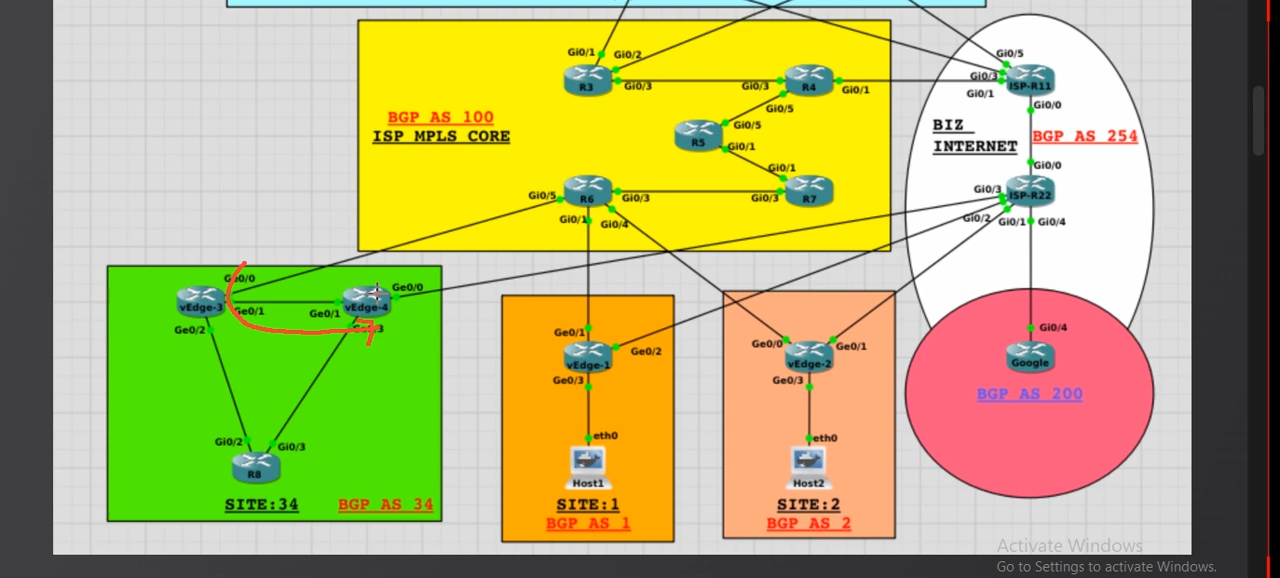 Gi0/1
Gi0/2
Gi0/5
R3
Gi0/3
Gi0/3
R4
Gi0/1
Gi0/3
Gi0/1
ISP-R11
Gi0/5
Gi0/0
BGP AS 100
ISP MPLS CORE
Gi0/5
R5
Gi0/1
BIZ
INTERNET
BGP AS 254
Gi0/1
Gi0/0
Gi0/5
R6
Gi0/3
Gi0/3
R7
Gi0/3
ISP-R22
Gi0/1
Gi0/4
Gi0/2
Gi0/1
Gi0/4
Ge0/0
vEdge-3
Ge0/1
Ge0/1
vEdge-4
Ge0/0
Ge0/2
Ge0/1
vEdge-1
Ge0/2
Ge0/3
Ge0/0
vEdge-2
Ge0/1
Ge0/3
Gi0/4
Google
BGP AS 200
Gi0/2
Gi0/3
R8
eth0
Host1
eth0
Host2
SITE:34
BGP AS 34
SITE:1
BGP AS 1
SITE:2
BGP AS 2
Activate Windows
Go to Settings to activate Windows.